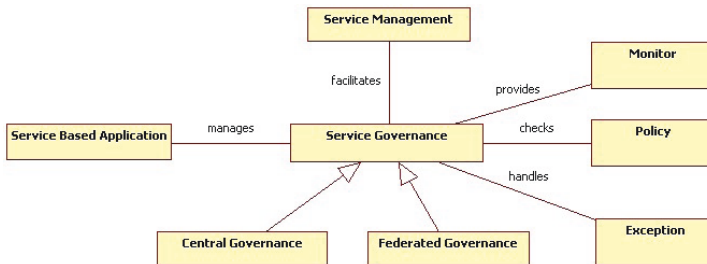 Service Management
Monitor
facilitates
provides
Service Based Application
manages
Service Governance
checks
Policy
handles
Central Governance
Federated Governance
Exception